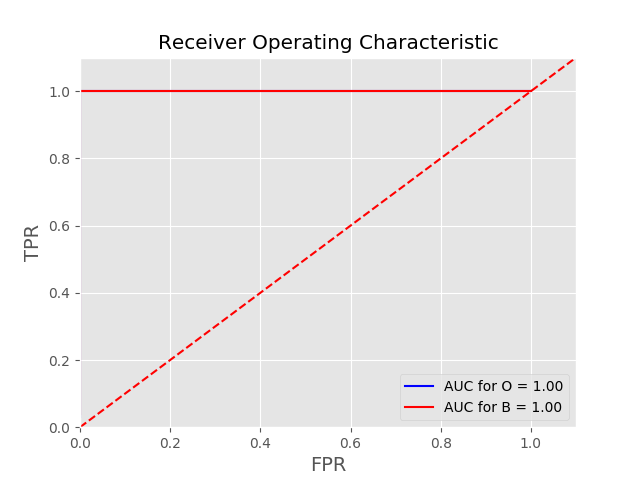 Receiver Operating Characteristic
TPR
1.0
0.8
0.6
0.4
0.2
0.0
0.0 0.2 0.4 0.6 0.8 1.0
FPR
AUC for O = 1.00
AUC for B = 1.00